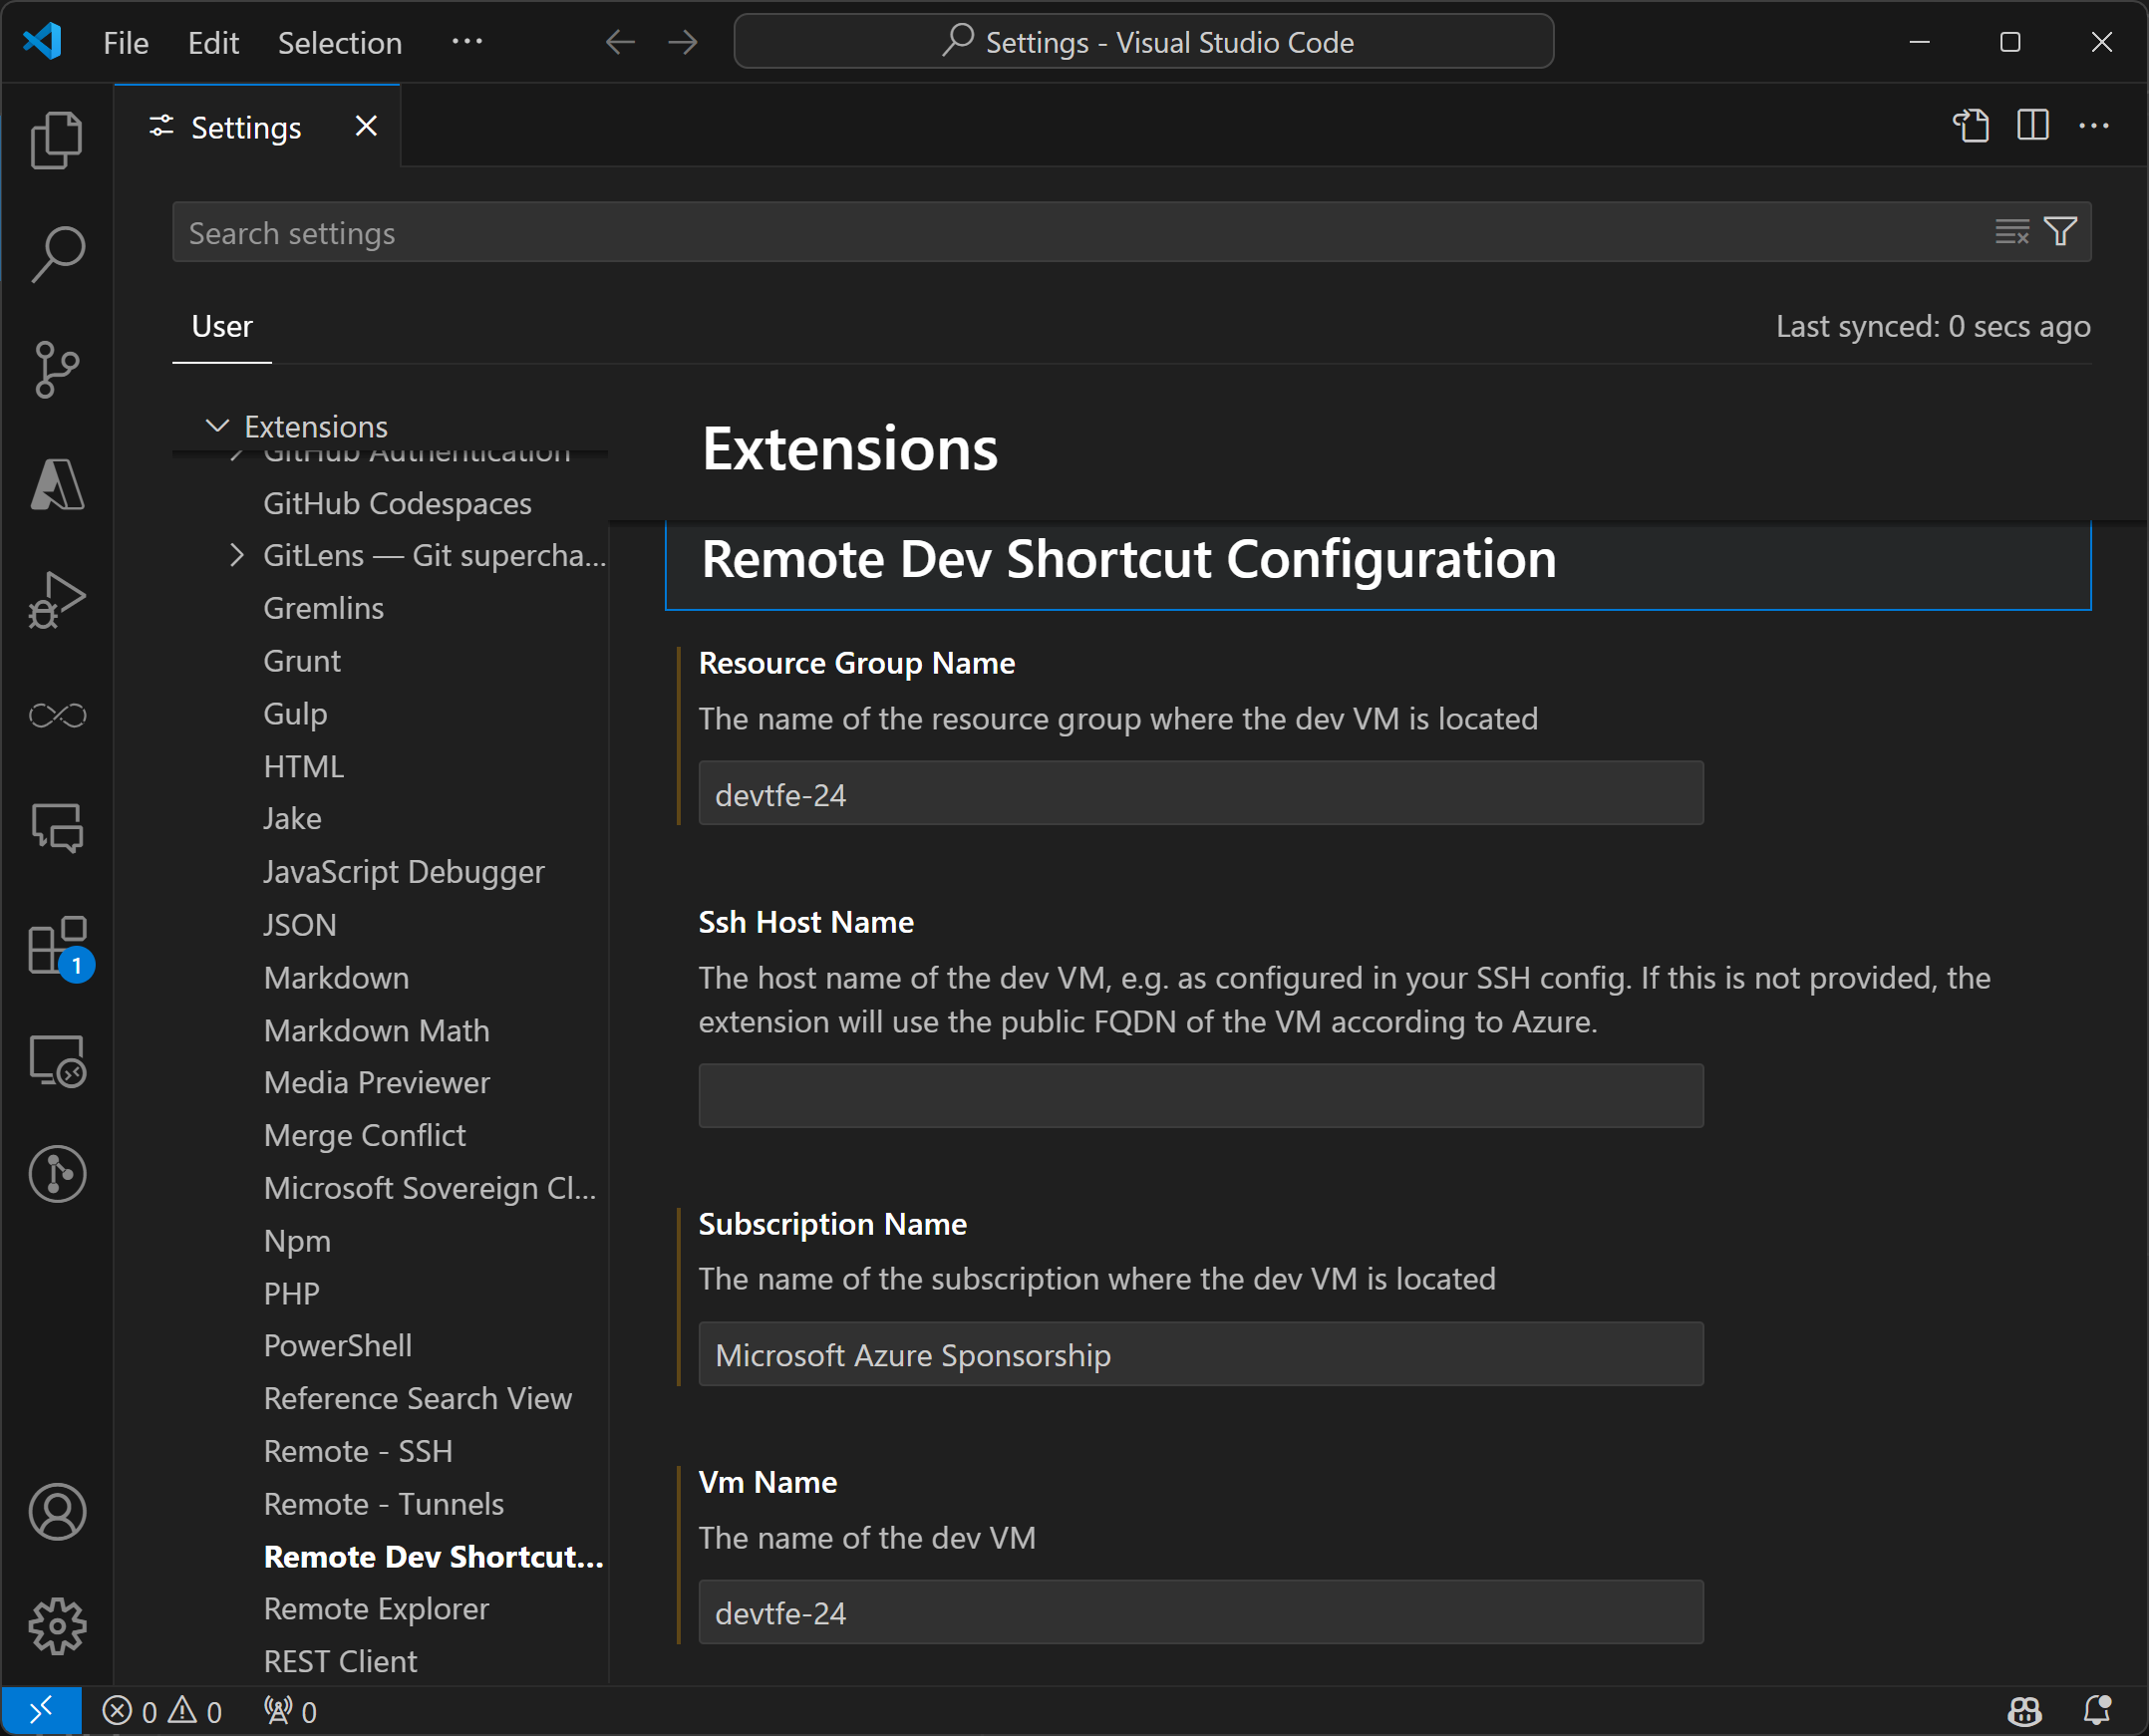 File Edit Selection ···
Settings - Visual Studio Code
Settings
Search settings
User
Last synced: 0 secs ago
Extensions
GitHub Authentication
GitHub Codespaces
GitLens — Git supercha...
Gremlins
Grunt
Gulp
HTML
Jake
JavaScript Debugger
JSON
Markdown
Markdown Math
Media Previewer
Merge Conflict
Microsoft Sovereign Cl...
Npm
PHP
PowerShell
Reference Search View
Remote - SSH
Remote - Tunnels
Remote Dev Shortcut...
Remote Explorer
REST Client
Extensions
Remote Dev Shortcut Configuration
Resource Group Name
The name of the resource group where the dev VM is located
devtfe-24
Ssh Host Name
The host name of the dev VM, e.g. as configured in your SSH config. If this is not provided, the
extension will use the public FQDN of the VM according to Azure.
Subscription Name
The name of the subscription where the dev VM is located
Microsoft Azure Sponsorship
Vm Name
The name of the dev VM
devtfe-24
1
0 0 0